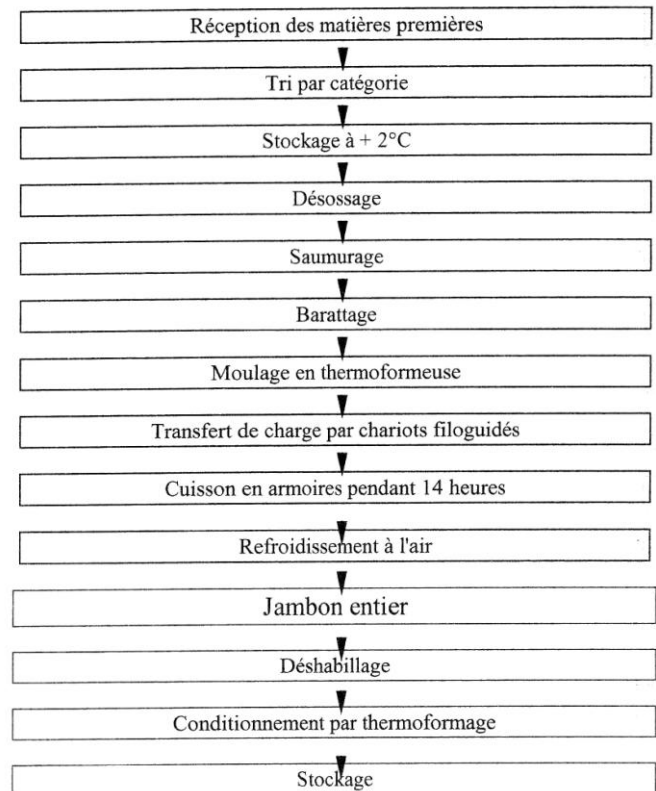 Réception des matières premières
Tri par catégorie
Stockage à + 2°C
Désossage
Saumurage
Barattage
Moulage en thermoformeuse
Transfert de charge par chariots filoguidés
Cuisson en armoires pendant 14 heures
Refroidissement à l'air
Jambon entier
Déshabillage
Conditionnement par thermoformage
Stockage